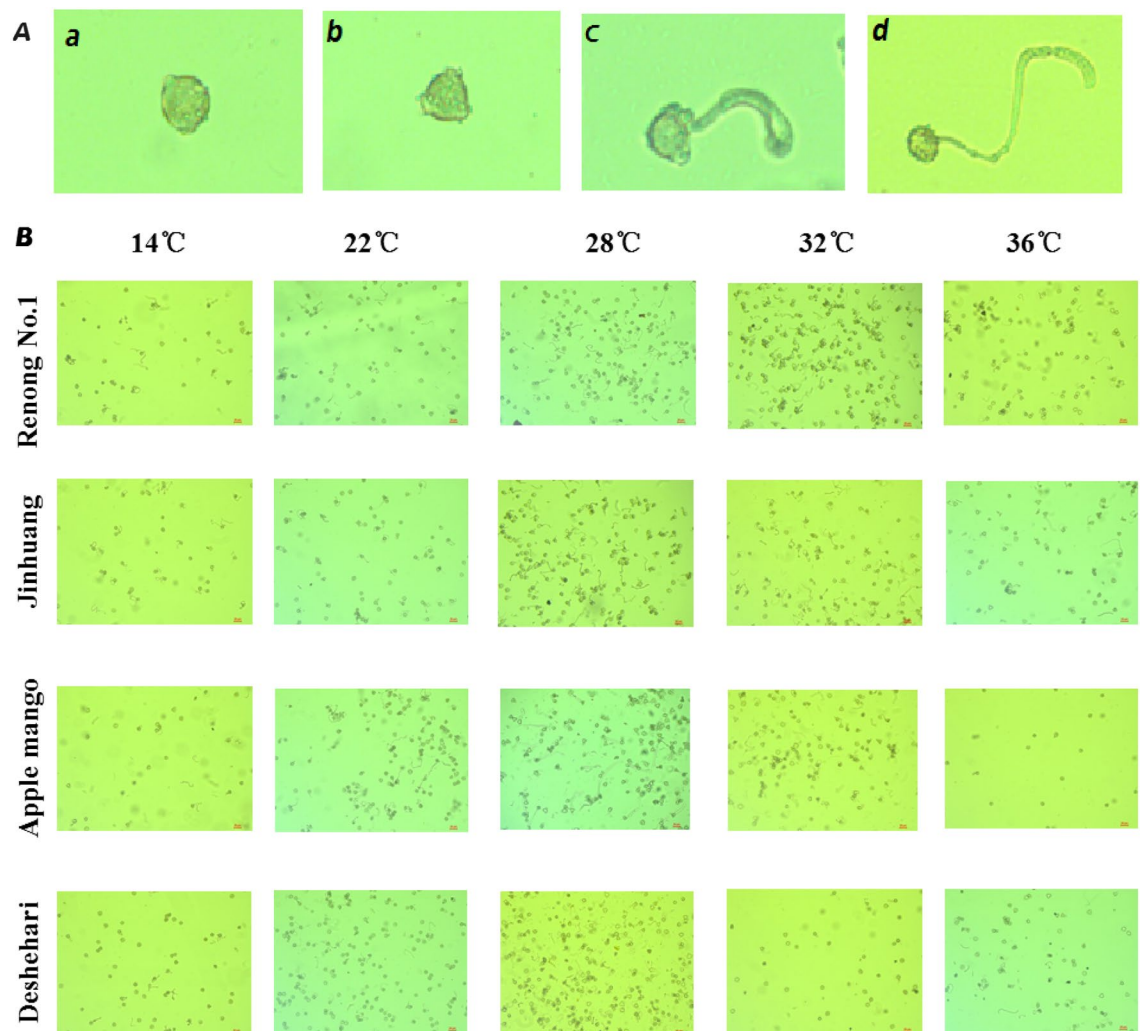 A a b c d
B 14℃ 22℃ 28℃ 32℃ 36℃
Renong No.1
Jinhuang
Apple mango
Deshehari